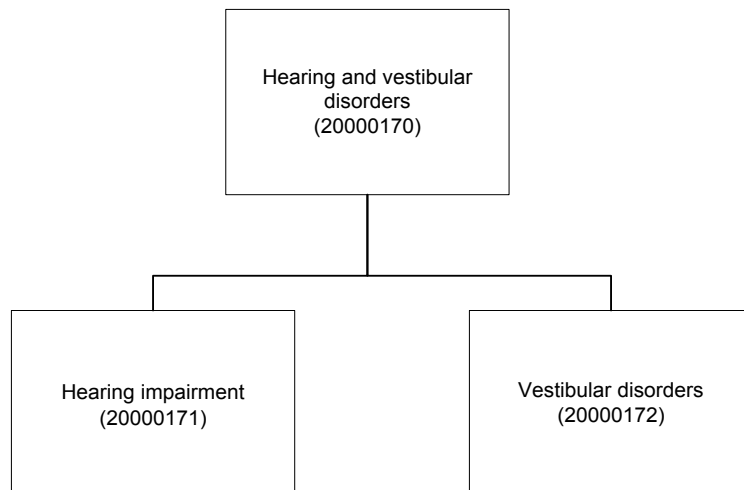 Hearing and vestibular
disorders
(20000170)
Hearing impairment
(20000171)
Vestibular disorders
(20000172)